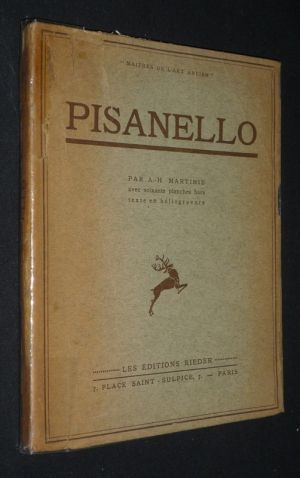 "MAITRES DE L'ART ANCIEN"
PISANELLO
PAR A.-H. MARTINIE
avec soixante planches hors
texte en héliogravure
LES ÉDITIONS RIEDER
7, PLACE SAINT-SULPICE, 7. — PARIS